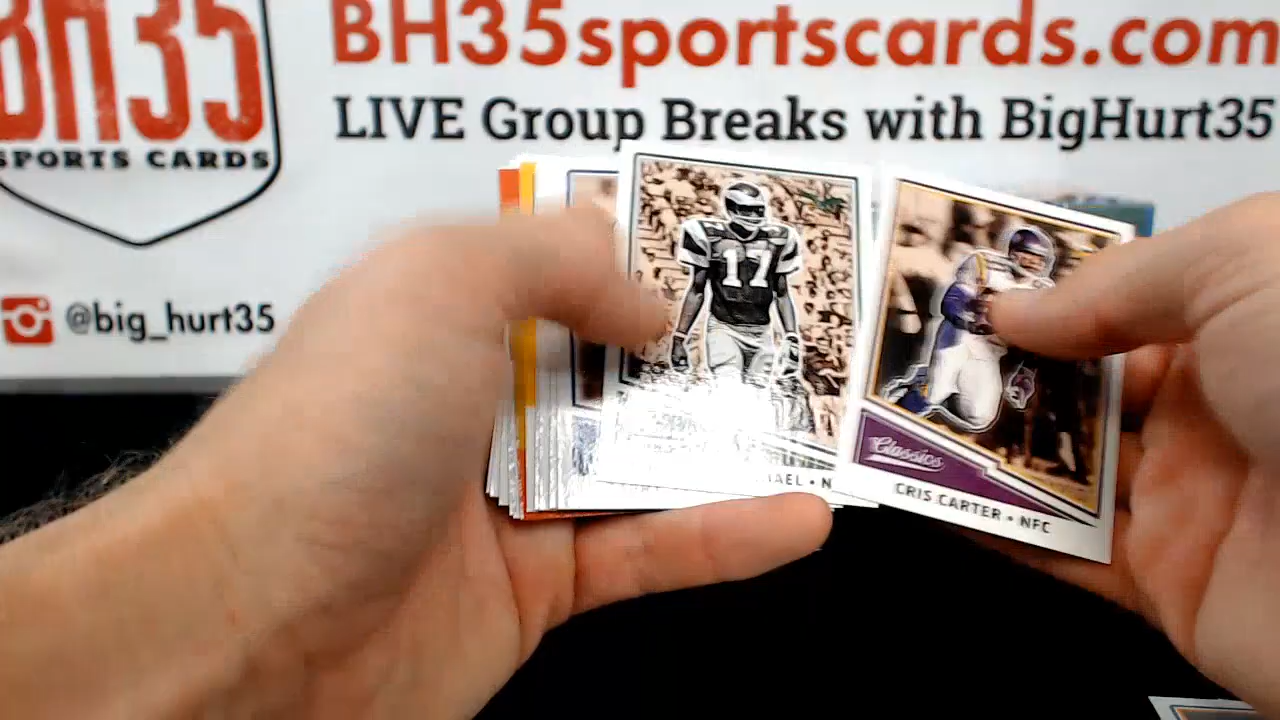 BH35
SPORTS CARDS
BH35sportscards.com
LIVE Group Breaks with BigHurt35
@big_hurt35
17
AEL • N
Classics
CRIS CARTER • NFC